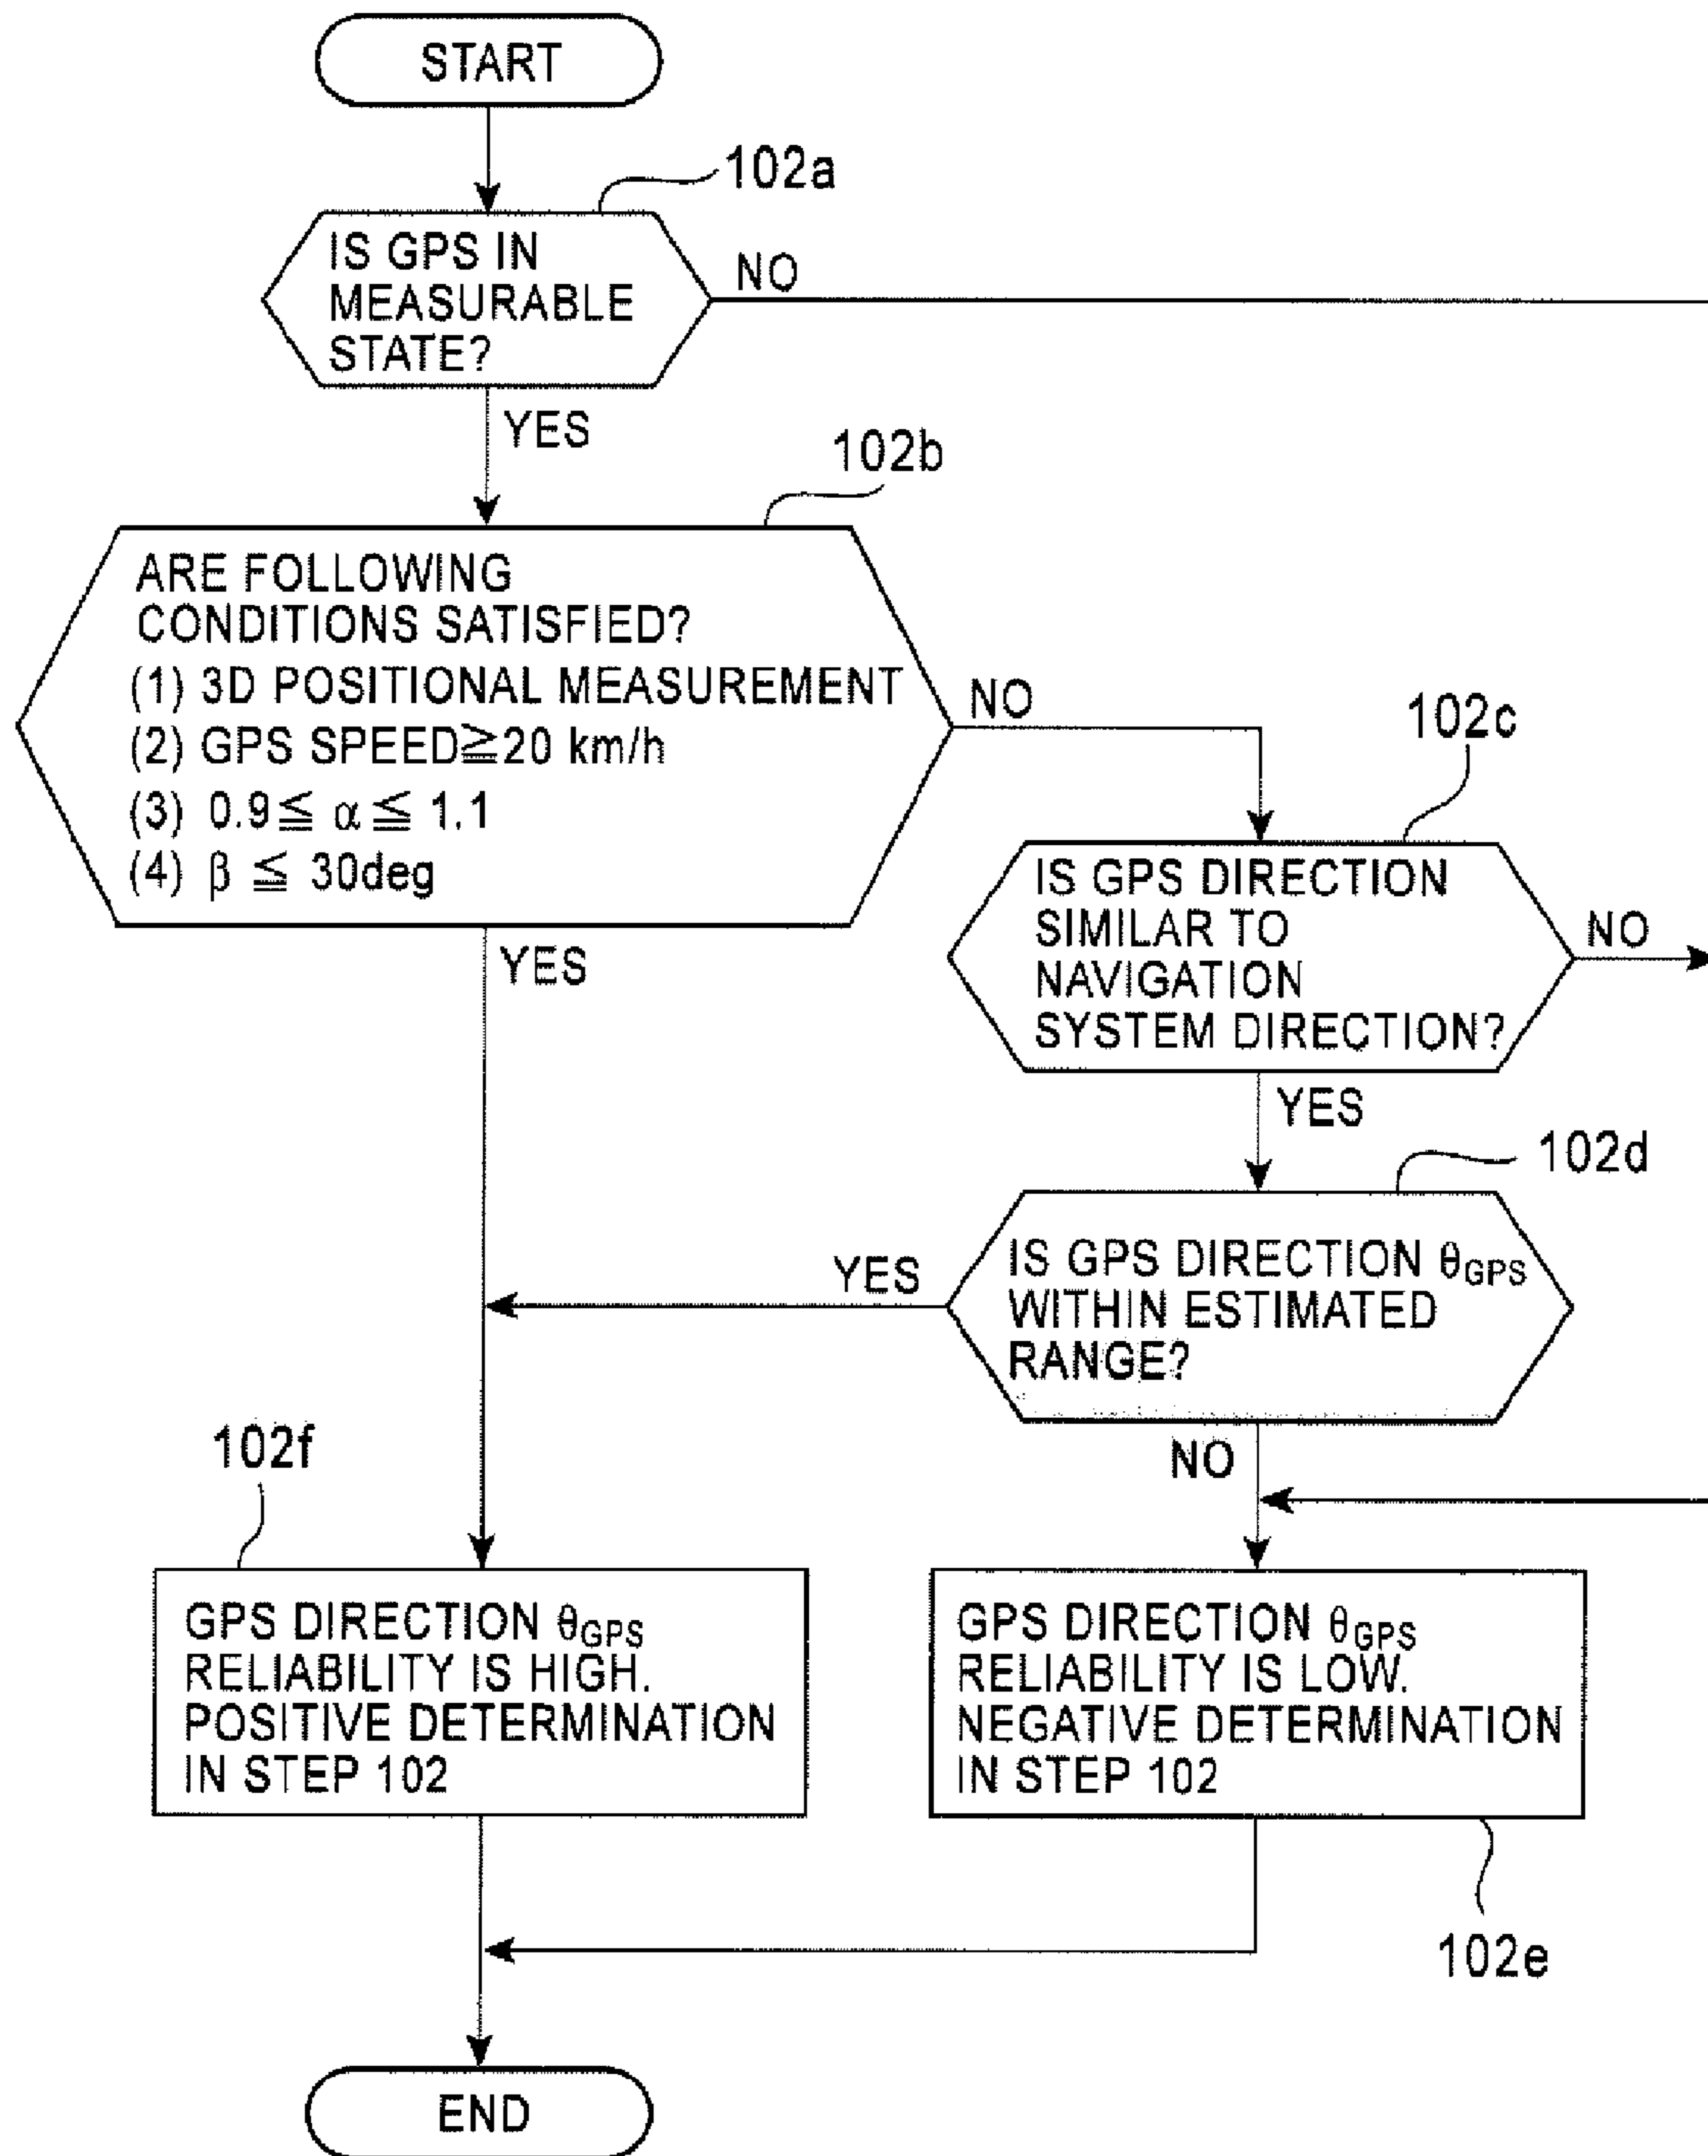 START
102a
IS GPS IN
MEASURABLE
STATE?
NO
YES
102b
ARE FOLLOWING
CONDITIONS SATISFIED?
(1) 3D POSITIONAL MEASUREMENT
(2) GPS SPEED≧20 km/h
(3) 0.9≦ α ≦ 1.1
(4) β ≦ 30deg
NO
YES
102c
IS GPS DIRECTION
SIMILAR TO
NAVIGATION
SYSTEM DIRECTION?
NO
YES
102d
IS GPS DIRECTION θGPS
WITHIN ESTIMATED
RANGE?
YES
NO
102f
GPS DIRECTION θGPS
RELIABILITY IS HIGH.
POSITIVE DETERMINATION
IN STEP 102
GPS DIRECTION θGPS
RELIABILITY IS LOW.
NEGATIVE DETERMINATION
IN STEP 102
102e
END